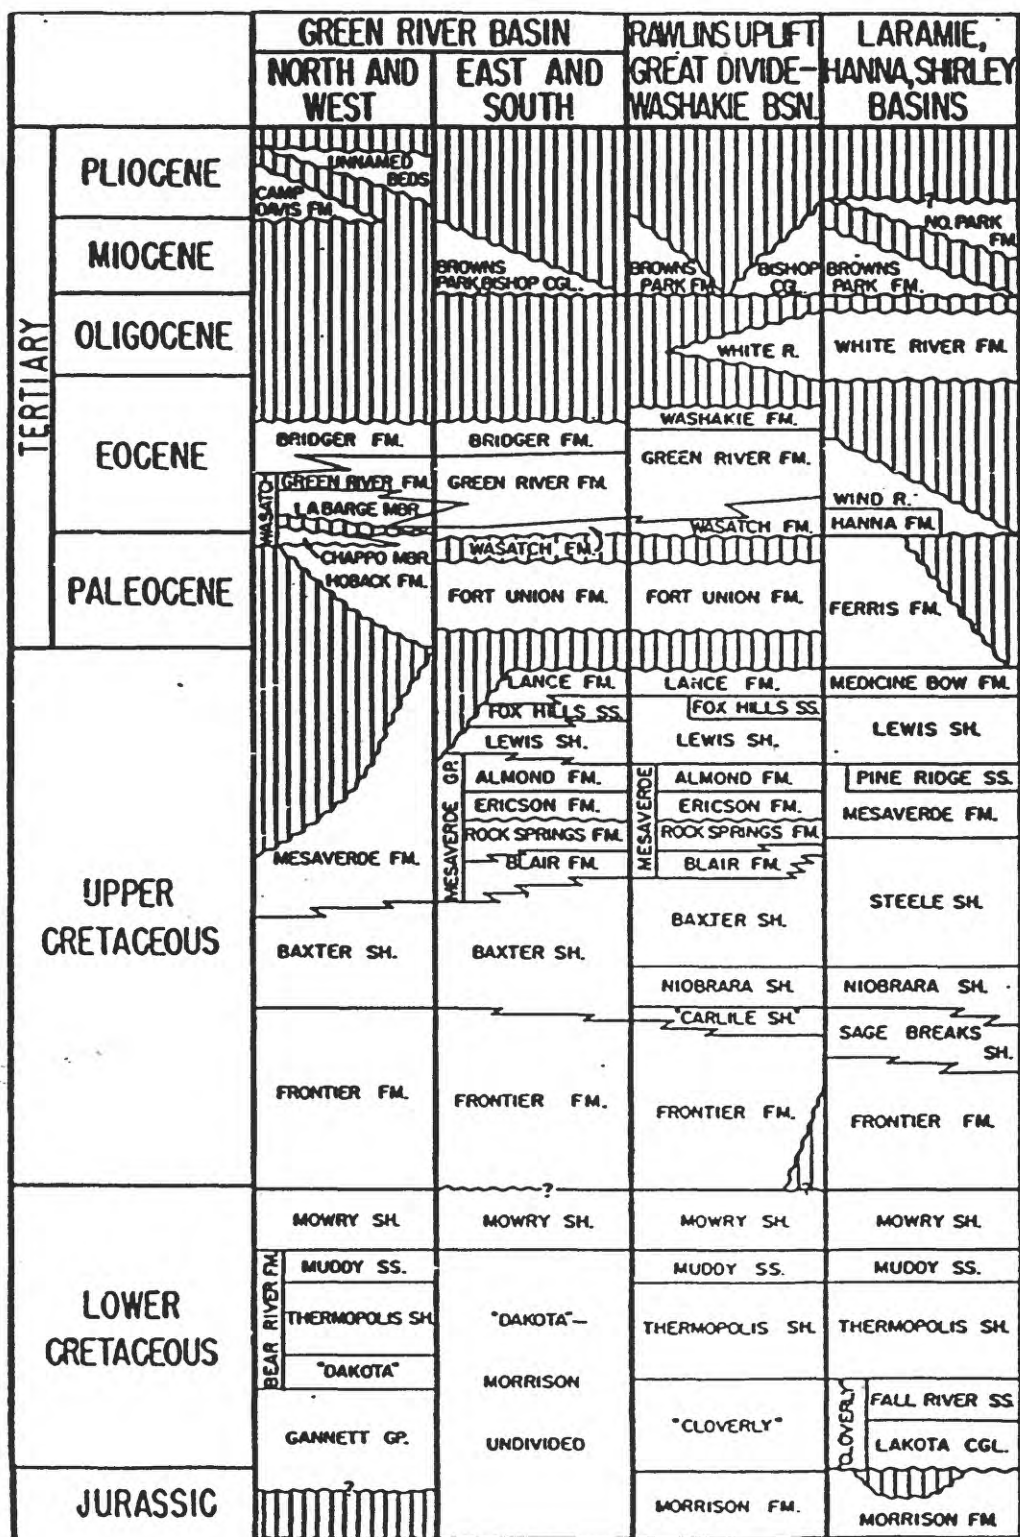 GREEN RIVER BASIN
NORTH AND
WEST
EAST AND
SOUTH
RAWLINS UPLIFT
GREAT DIVIDE-
WASHAKIE BSN.
LARAMIE,
HANNA, SHIRLEY
BASINS
TERTIARY
PLIOCENE
MIOCENE
OLIGOCENE
EOCENE
PALEOCENE
UPPER
CRETACEOUS
LOWER
CRETACEOUS
JURASSIC
UNNAMED
BEDS
CAMP
DAVIS FM.
BRIDGER FM.
WASATCH
GREEN RIVER FM.
LABARGE MBR.
CHAPPO MBR.
HOBACK FM.
MESAVERDE FM.
BAXTER SH.
FRONTIER FM.
MOWRY SH.
BEAR RIVER FM.
MUDDY SS.
THERMOPOLIS SH.
"DAKOTA"
GANNETT GP.
?
BROWNS
PARK BISHOP CGL.
BRIDGER FM.
GREEN RIVER FM.
WASATCH FM.
FORT UNION FM.
LANCE FM.
FOX HILLS SS.
LEWIS SH.
MESAVERDE GP.
ALMOND FM.
ERICSON FM.
ROCK SPRINGS FM.
BLAIR FM.
BAXTER SH.
FRONTIER FM.
?
MOWRY SH.
"DAKOTA"-
MORRISON
UNDIVIDED
BROWNS
PARK FM.
BISHOP
CGL.
WHITE R.
WASHAKIE FM.
GREEN RIVER FM.
WASATCH FM.
FORT UNION FM.
LANCE FM.
FOX HILLS SS.
LEWIS SH.
MESAVERDE
ALMOND FM.
ERICSON FM.
ROCK SPRINGS FM.
BLAIR FM.
BAXTER SH.
NIOBRARA SH.
"CARLILE SH."
FRONTIER FM.
?
MOWRY SH.
MUDDY SS.
THERMOPOLIS SH.
"CLOVERLY"
MORRISON FM.
?
NO. PARK
FM.
BROWNS
PARK FM.
WHITE RIVER FM.
WIND R.
HANNA FM.
FERRIS FM.
MEDICINE BOW FM.
LEWIS SH.
PINE RIDGE SS.
MESAVERDE FM.
STEELE SH.
NIOBRARA SH.
SAGE BREAKS
SH.
FRONTIER FM.
MOWRY SH.
MUDDY SS.
THERMOPOLIS SH.
CLOVERLY
FALL RIVER SS.
LAKOTA CGL.
MORRISON FM.